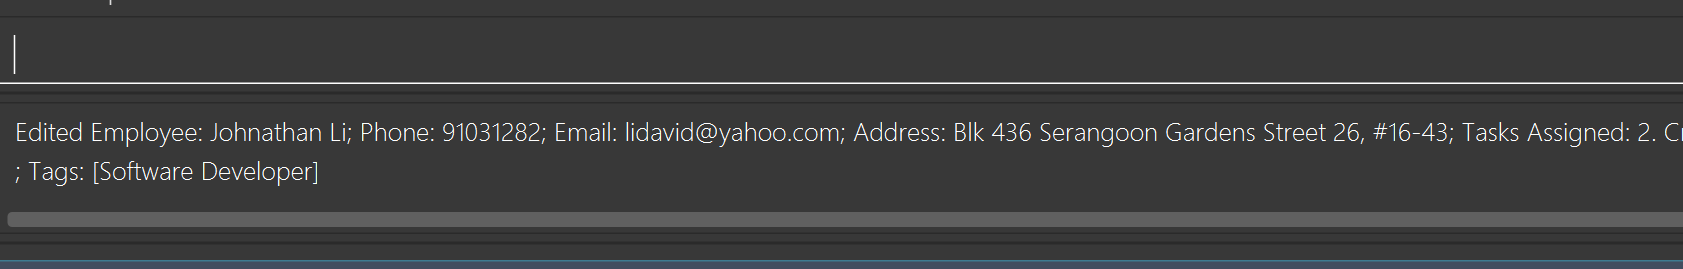 Edited Employee: Johnathan Li; Phone: 91031282; Email: lidavid@yahoo.com; Address: Blk 436 Serangoon Gardens Street 26, #16-43; Tasks Assigned: 2.
; Tags: [Software Developer]